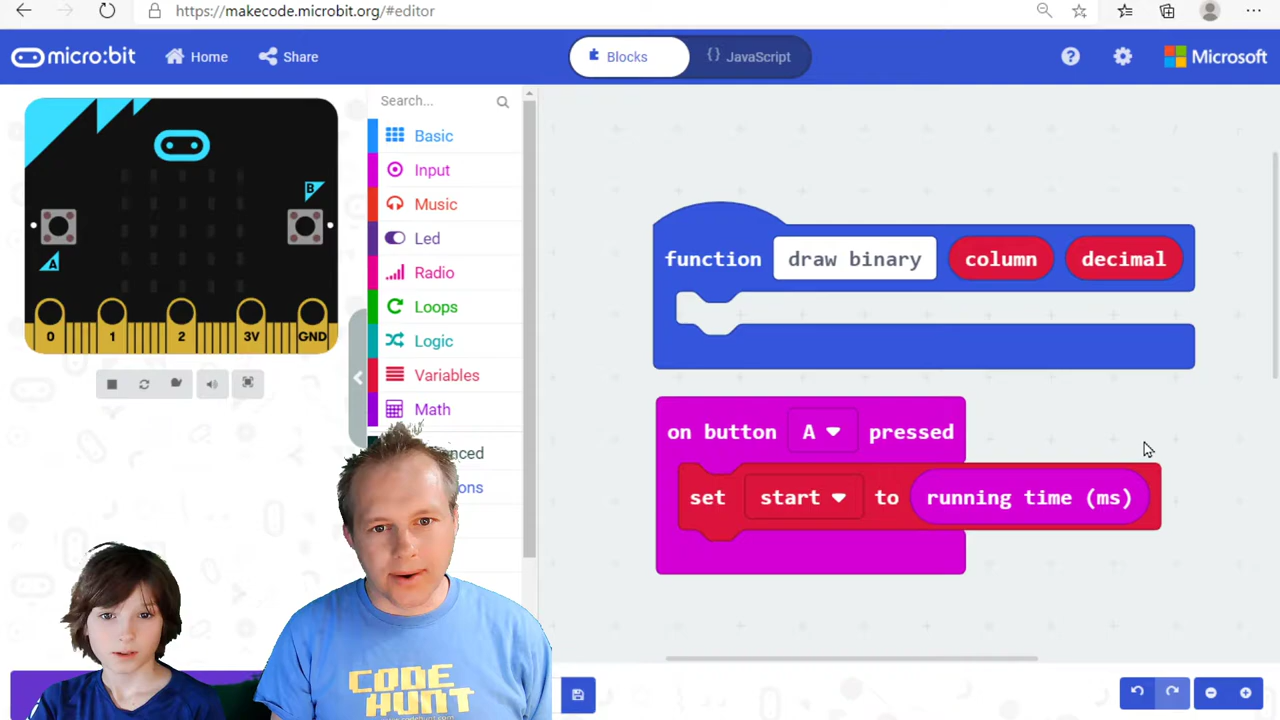 https://makecode.microbit.org/#editor
micro:bit
Home
Share
Blocks
{} JavaScript
?
Microsoft
Search...
Basic
Input
Music
Led
Radio
Loops
Logic
Variables
Math
B
A
0 1 2 3V GND
function draw binary column decimal
on button A pressed
set start to running time (ms)
CODE
HUNT